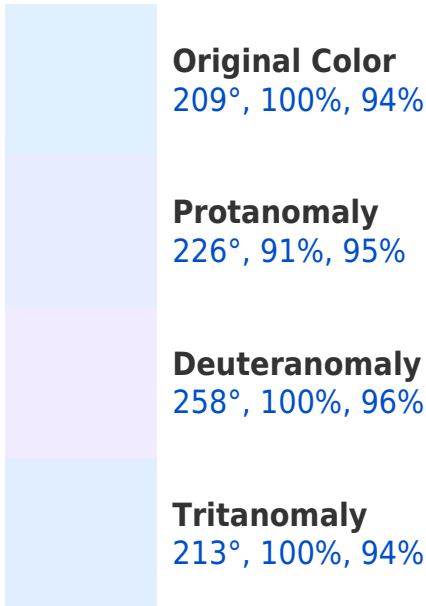 Original Color
209°, 100%, 94%
Protanomaly
226°, 91%, 95%
Deuteranomaly
258°, 100%, 96%
Tritanomaly
213°, 100%, 94%